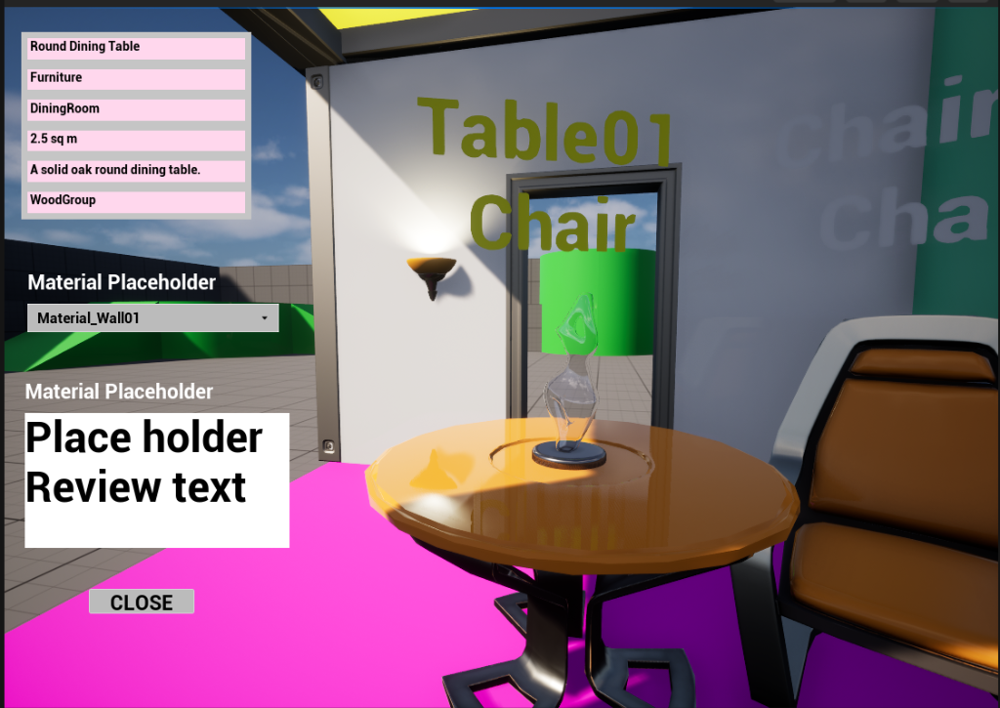 Round Dining Table
Furniture
DiningRoom
2.5 sq m
A solid oak round dining table.
WoodGroup
Material Placeholder
Material_Wall01
Material Placeholder
Place holder
Review text
CLOSE
Table01
Chair
Chair
Cha